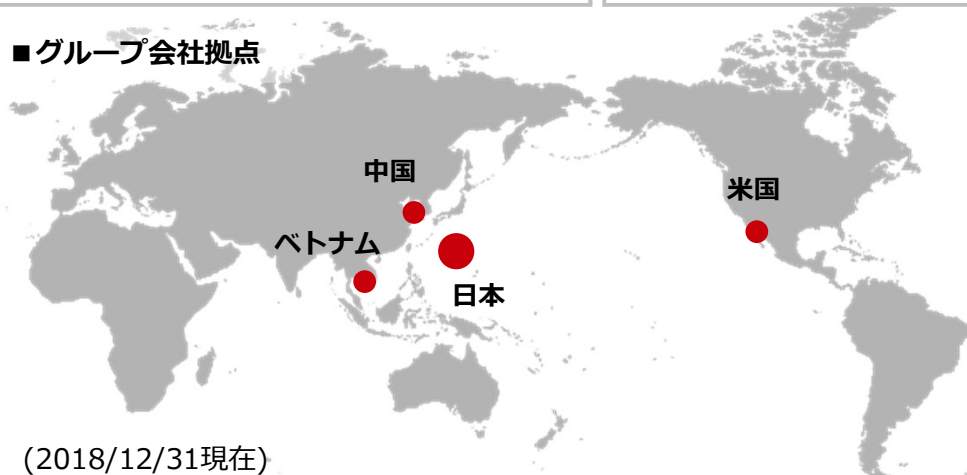 ■グループ会社拠点
中国
米国
ベトナム
日本
(2018/12/31現在)